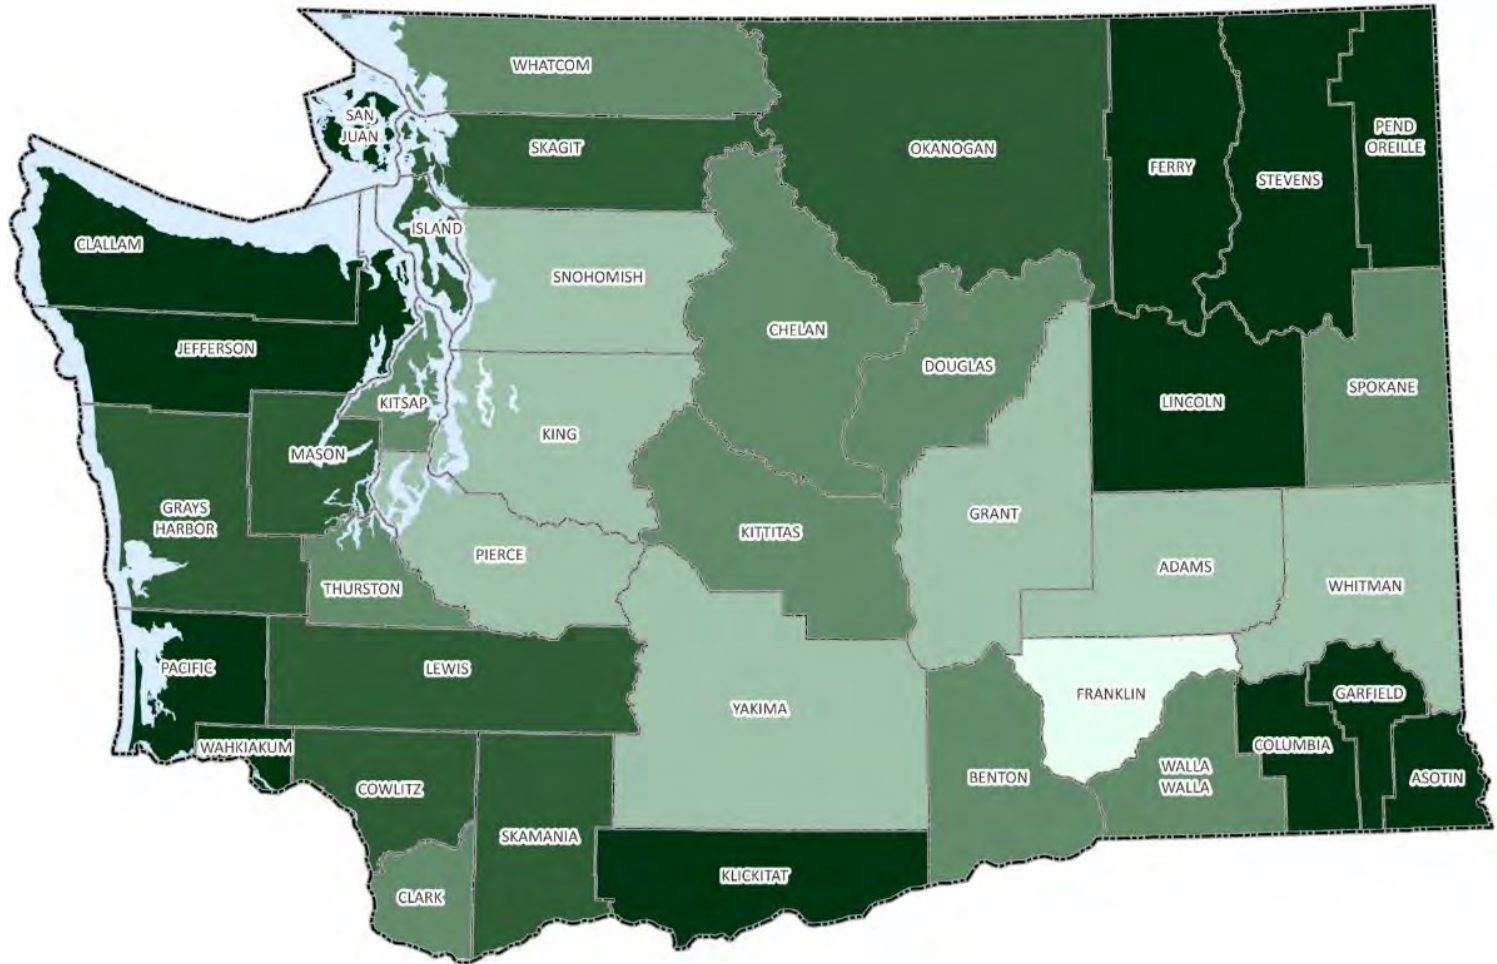 WHATCOM
SAN
JUAN
SKAGIT
OKANOGAN
FERRY
STEVENS
PEND
OREILLE
CLALLAM
ISLAND
SNOHOMISH
CHELAN
JEFFERSON
DOUGLAS
KITSAP
LINCOLN
SPOKANE
KING
MASON
GRAYS
HARBOR
GRANT
KITTITAS
PIERCE
ADAMS
THURSTON
WHITMAN
PACIFIC
LEWIS
YAKIMA
FRANKLIN
GARFIELD
WAHKIAKUM
COLUMBIA
COWLITZ
BENTON
WALLA
WALLA
ASOTIN
SKAMANIA
KLICKITAT
CLARK